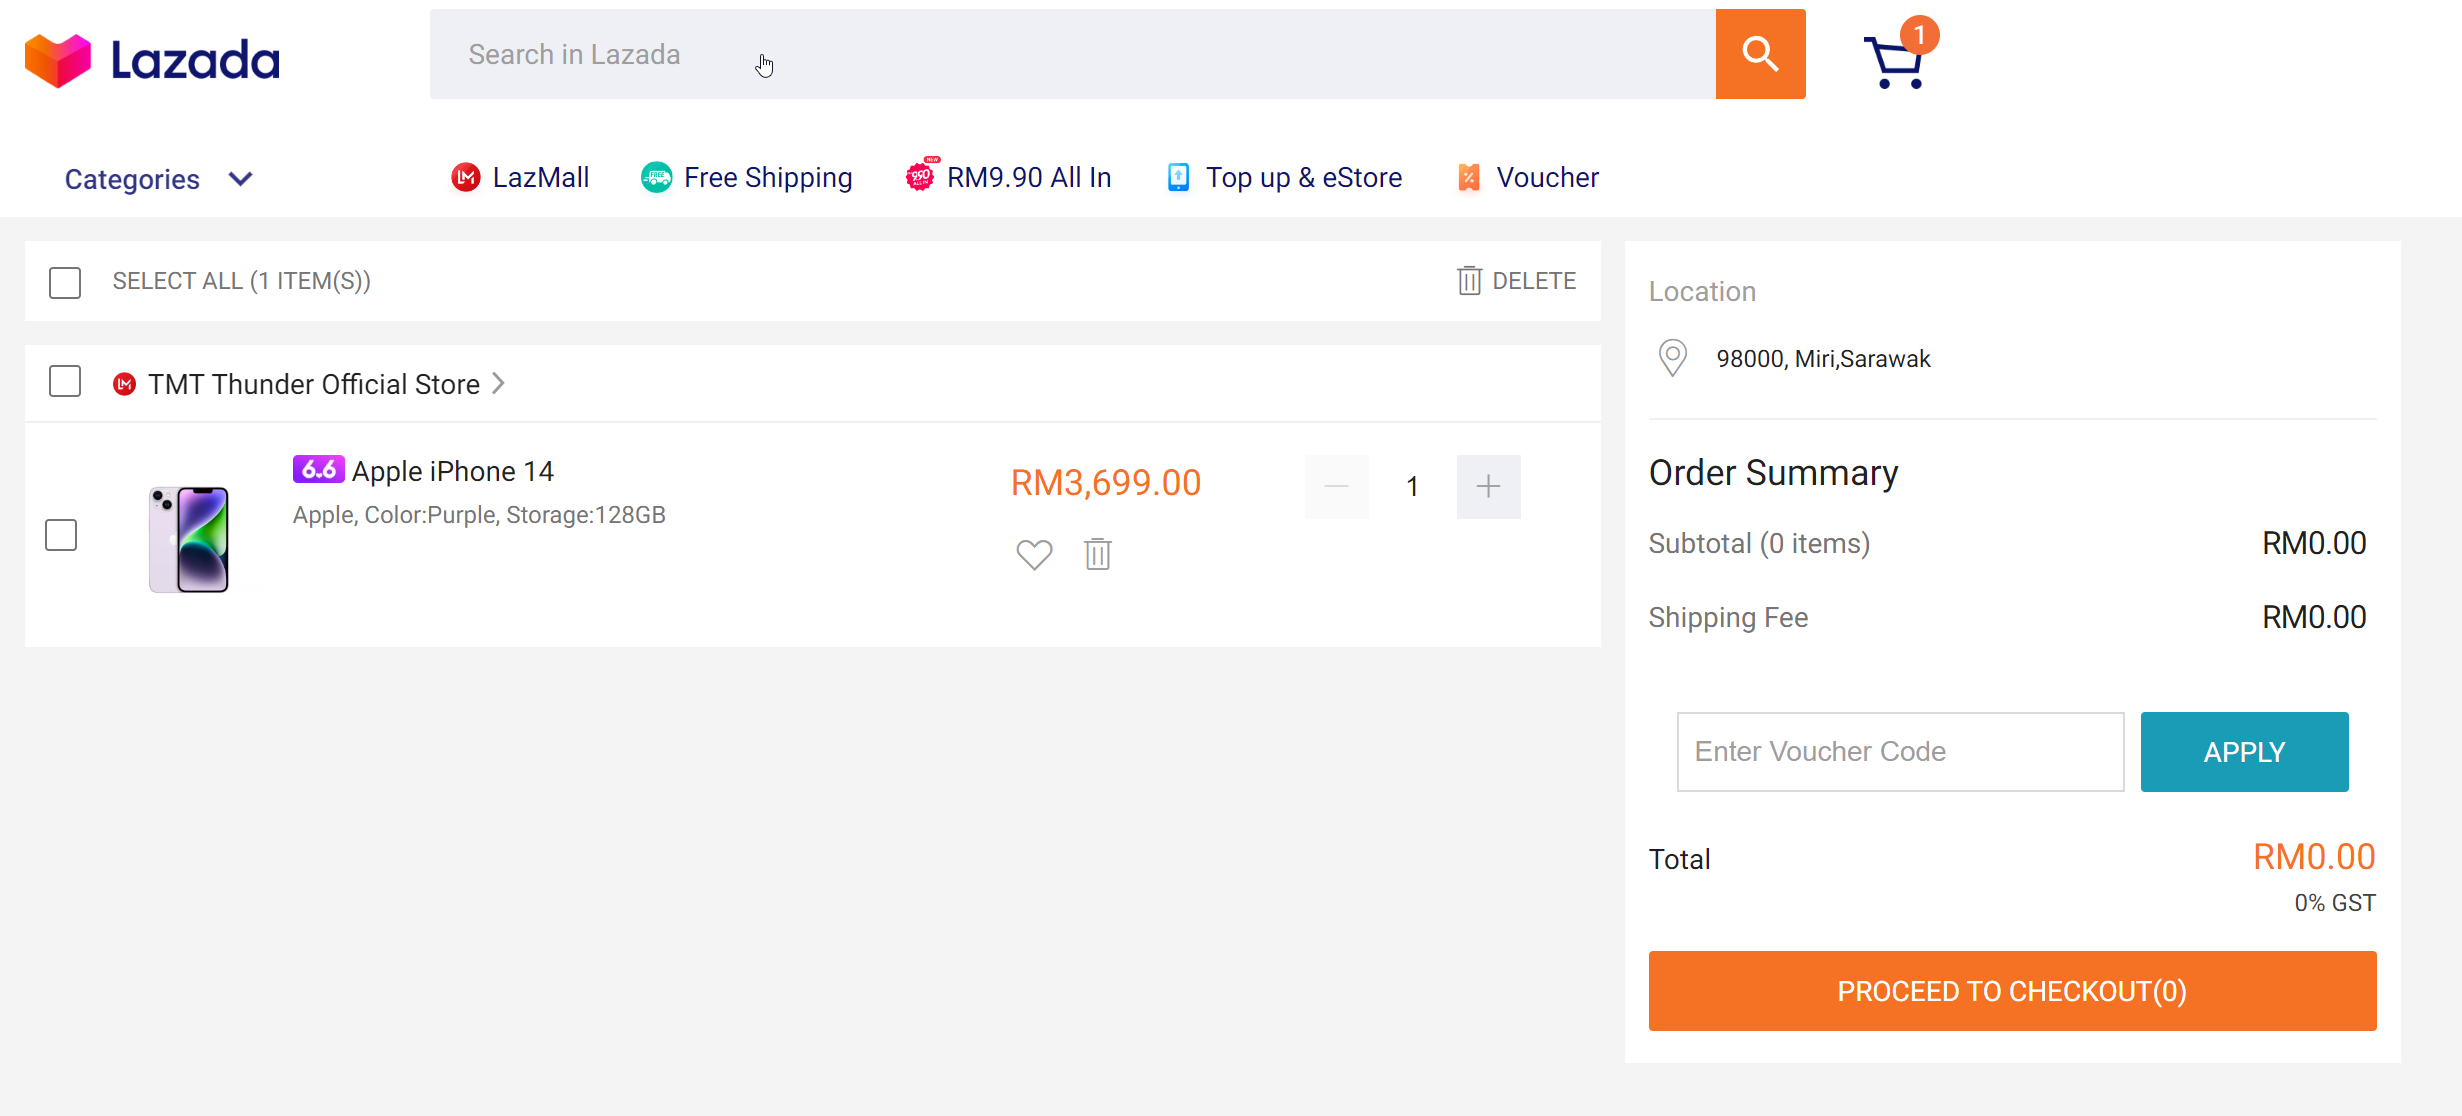 Lazada
Search in Lazada
1
Categories
LazMall
FREE
Free Shipping
NEW
RM9.90 All In
Top up & eStore
Voucher
SELECT ALL (1 ITEM(S))
DELETE
TMT Thunder Official Store
6.6 Apple iPhone 14
Apple, Color:Purple, Storage:128GB
RM3,699.00
1
Location
98000, Miri,Sarawak
Order Summary
Subtotal (0 items)
RM0.00
Shipping Fee
RM0.00
Enter Voucher Code
APPLY
Total
RM0.00
0% GST
PROCEED TO CHECKOUT(0)